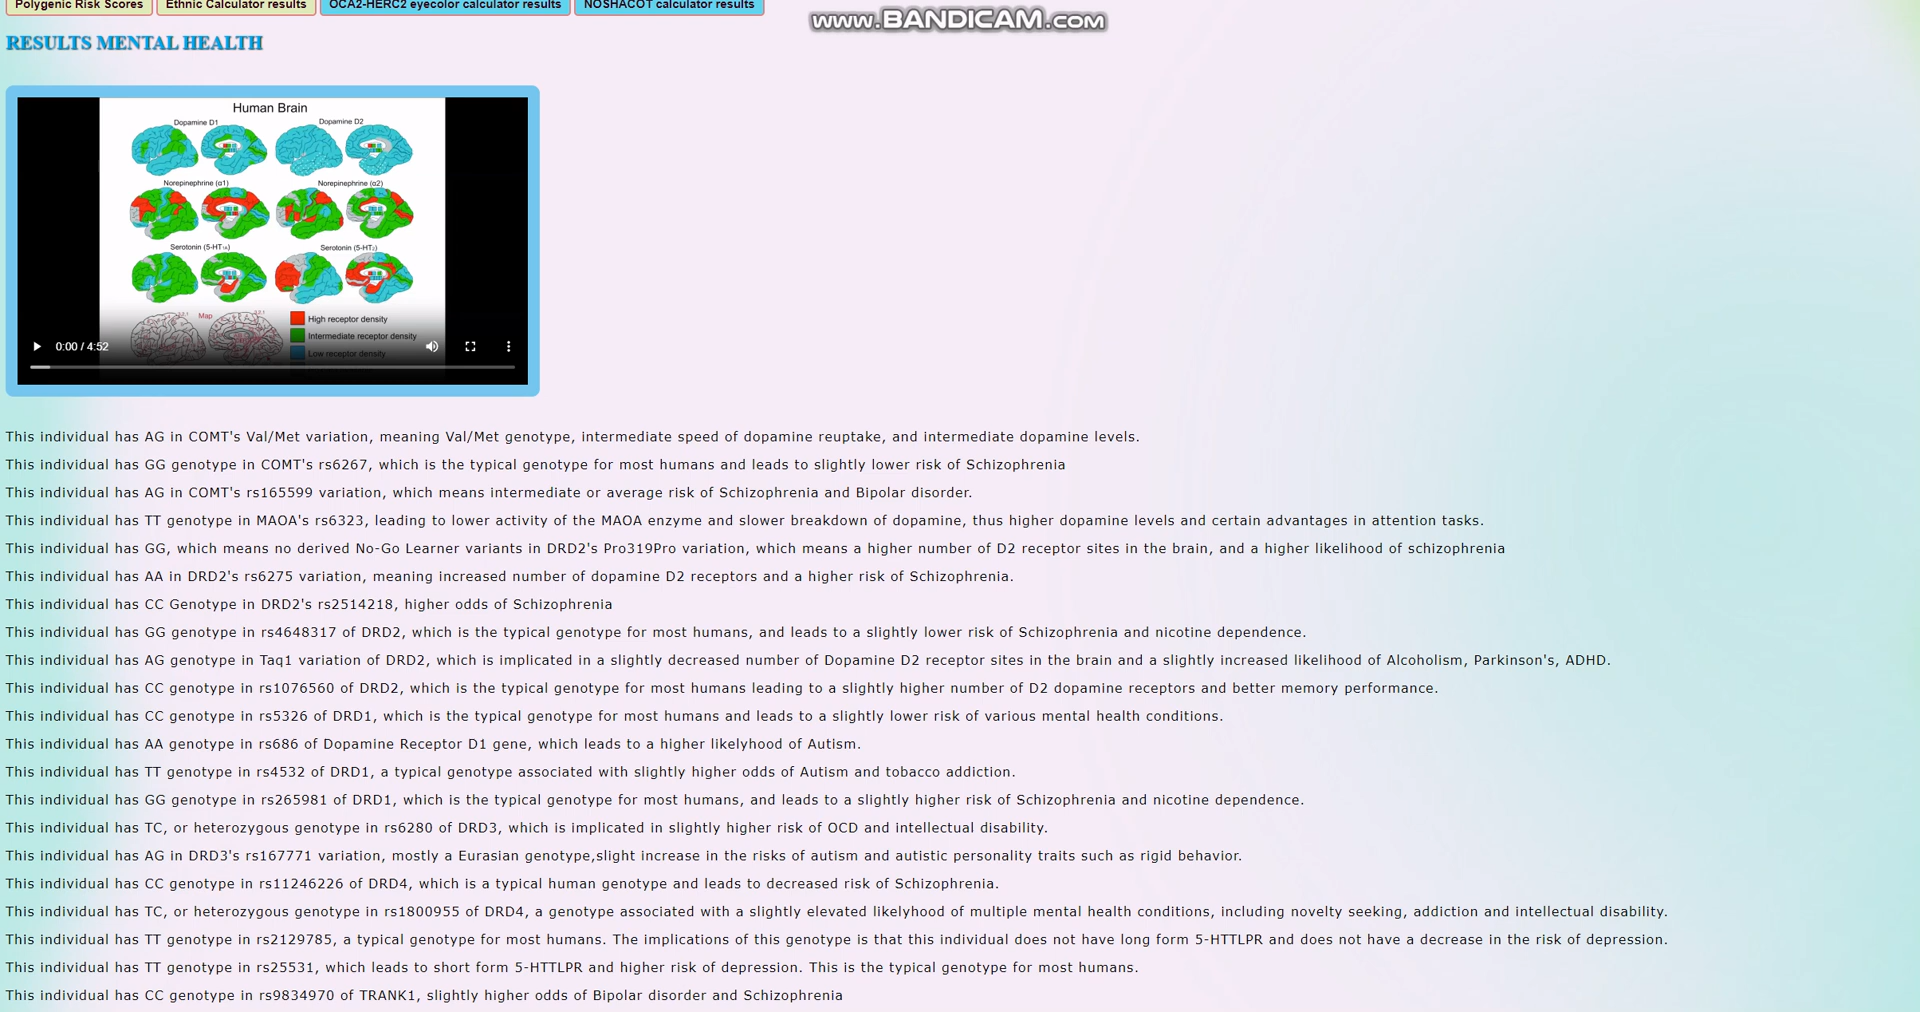 Polygenic Risk Scores
Ethnic Calculator results
OCA2-HERC2 eyecolor calculator results
NOSHACOT calculator results
www.BANDICAM.com
RESULTS MENTAL HEALTH
Human Brain
Dopamine D1
Dopamine D2
Norepinephrine (α1)
Norepinephrine (α2)
Serotonin (5-HT1A)
Serotonin (5-HT2)
Map
High receptor density
Intermediate receptor density
Low receptor density
0:00 / 4:52
This individual has AG in COMT's Val/Met variation, meaning Val/Met genotype, intermediate speed of dopamine reuptake, and intermediate dopamine levels.
This individual has GG genotype in COMT's rs6267, which is the typical genotype for most humans and leads to slightly lower risk of Schizophrenia
This individual has AG in COMT's rs165599 variation, which means intermediate or average risk of Schizophrenia and Bipolar disorder.
This individual has TT genotype in MAOA's rs6323, leading to lower activity of the MAOA enzyme and slower breakdown of dopamine, thus higher dopamine levels and certain advantages in attention tasks.
This individual has GG, which means no derived No-Go Learner variants in DRD2's Pro319Pro variation, which means a higher number of D2 receptor sites in the brain, and a higher likelihood of schizophrenia
This individual has AA in DRD2's rs6275 variation, meaning increased number of dopamine D2 receptors and a higher risk of Schizophrenia.
This individual has CC Genotype in DRD2's rs2514218, higher odds of Schizophrenia
This individual has GG genotype in rs4648317 of DRD2, which is the typical genotype for most humans, and leads to a slightly lower risk of Schizophrenia and nicotine dependence.
This individual has AG genotype in Taq1 variation of DRD2, which is implicated in a slightly decreased number of Dopamine D2 receptor sites in the brain and a slightly increased likelihood of Alcoholism, Parkinson's, ADHD.
This individual has CC genotype in rs1076560 of DRD2, which is the typical genotype for most humans leading to a slightly higher number of D2 dopamine receptors and better memory performance.
This individual has CC genotype in rs5326 of DRD1, which is the typical genotype for most humans and leads to a slightly lower risk of various mental health conditions.
This individual has AA genotype in rs686 of Dopamine Receptor D1 gene, which leads to a higher likelyhood of Autism.
This individual has TT genotype in rs4532 of DRD1, a typical genotype associated with slightly higher odds of Autism and tobacco addiction.
This individual has GG genotype in rs265981 of DRD1, which is the typical genotype for most humans, and leads to a slightly higher risk of Schizophrenia and nicotine dependence.
This individual has TC, or heterozygous genotype in rs6280 of DRD3, which is implicated in slightly higher risk of OCD and intellectual disability.
This individual has AG in DRD3's rs167771 variation, mostly a Eurasian genotype,slight increase in the risks of autism and autistic personality traits such as rigid behavior.
This individual has CC genotype in rs11246226 of DRD4, which is a typical human genotype and leads to decreased risk of Schizophrenia.
This individual has TC, or heterozygous genotype in rs1800955 of DRD4, a genotype associated with a slightly elevated likelyhood of multiple mental health conditions, including novelty seeking, addiction and intellectual disability.
This individual has TT genotype in rs2129785, a typical genotype for most humans. The implications of this genotype is that this individual does not have long form 5-HTTLPR and does not have a decrease in the risk of depression.
This individual has TT genotype in rs25531, which leads to short form 5-HTTLPR and higher risk of depression. This is the typical genotype for most humans.
This individual has CC genotype in rs9834970 of TRANK1, slightly higher odds of Bipolar disorder and Schizophrenia